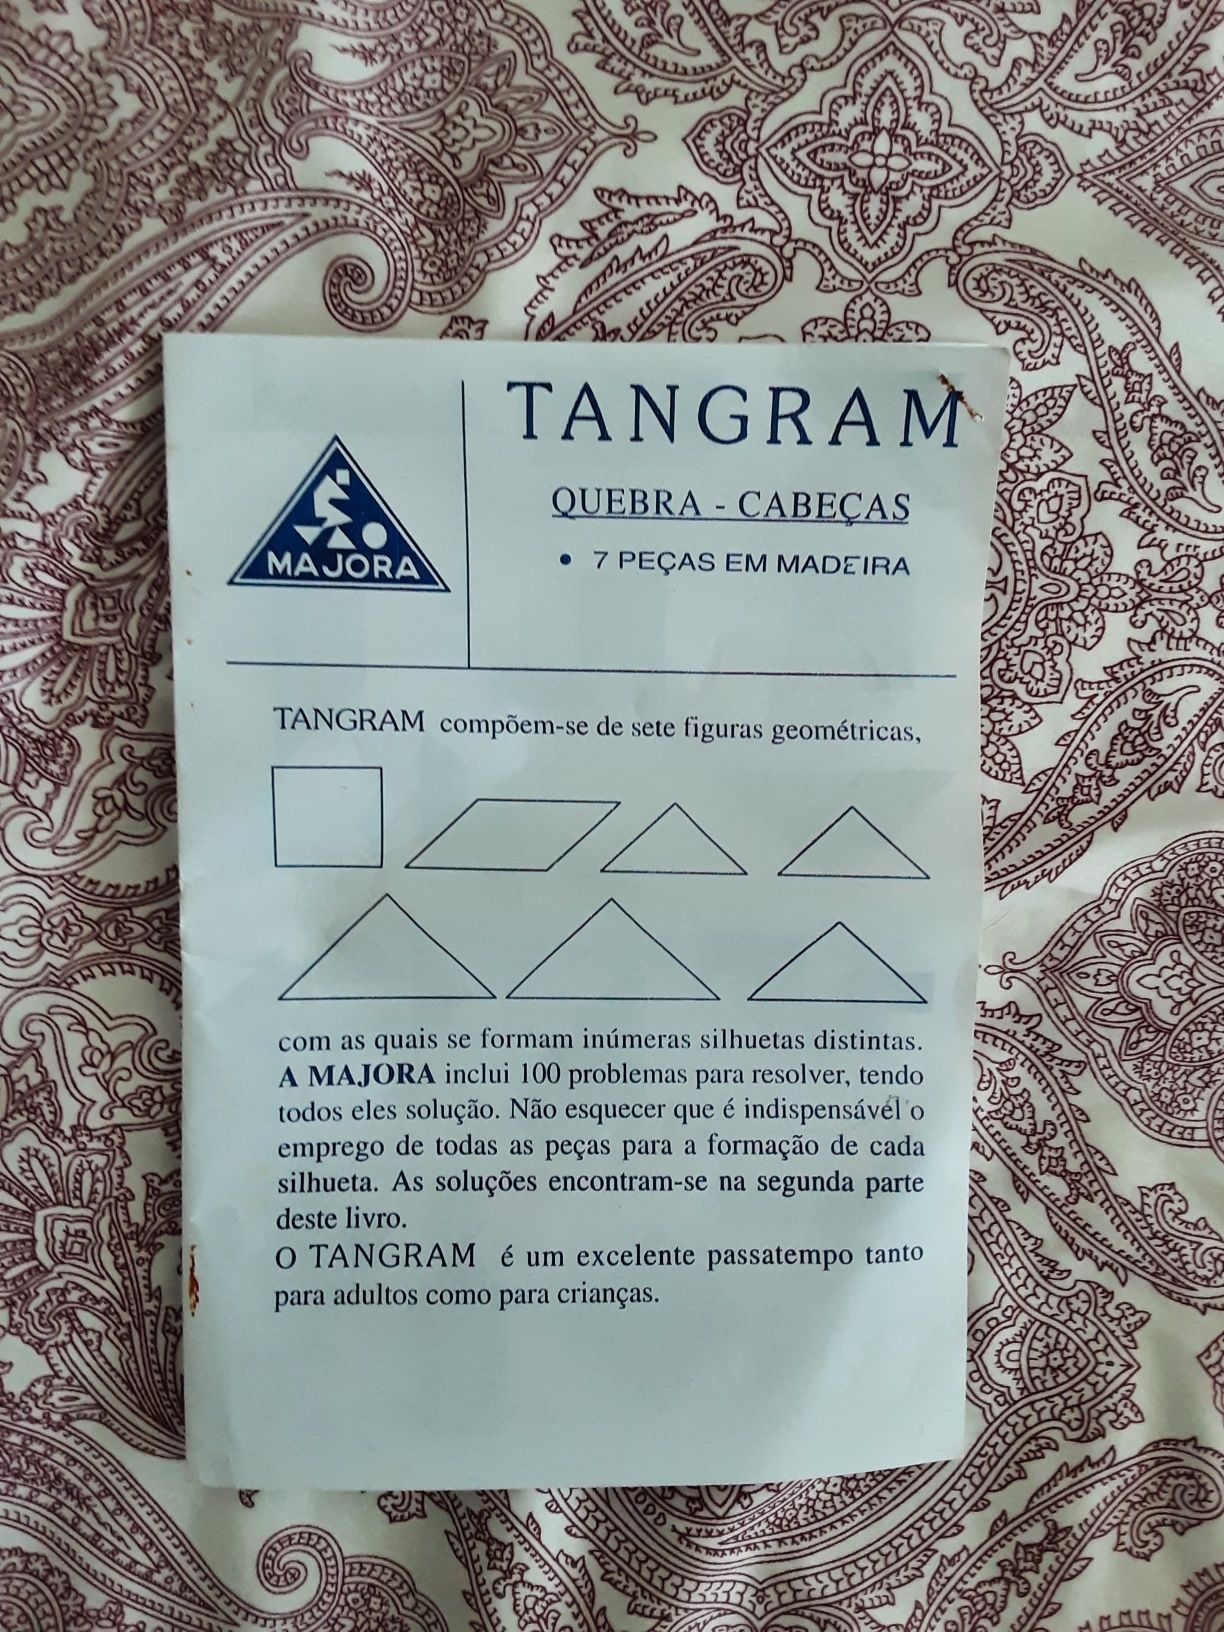 TANGRAM
QUEBRA - CABEÇAS
• 7 PEÇAS EM MADEIRA
MAJORA
TANGRAM compõem-se de sete figuras geométricas,
com as quais se formam inúmeras silhuetas distintas.
A MAJORA inclui 100 problemas para resolver, tendo
todos eles solução. Não esquecer que é indispensável o
emprego de todas as peças para a formação de cada
silhueta. As soluções encontram-se na segunda parte
deste livro.
O TANGRAM é um excelente passatempo tanto
para adultos como para crianças.